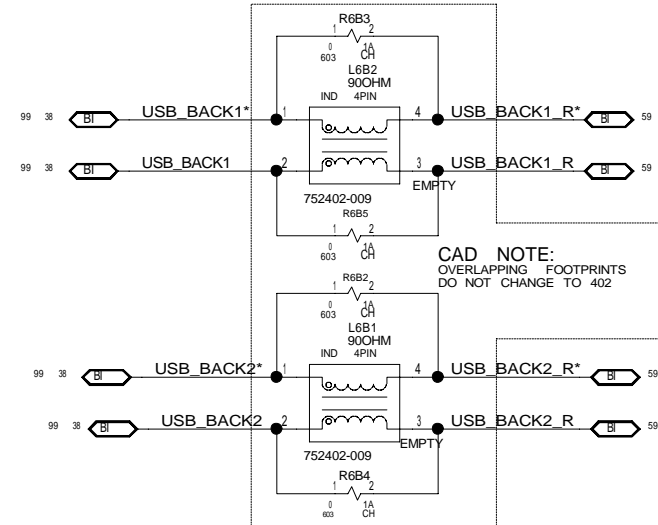 R6B3
1 2
0 1A
603 CH
L6B2
90OHM
IND 4PIN
99 38 BI USB_BACK1* 1 4 USB_BACK1_R* BI 59
99 38 BI USB_BACK1 2 3 USB_BACK1_R BI 59
EMPTY
752402-009
R6B5
1 2
0 1A
603 CH
CAD NOTE:
OVERLAPPING FOOTPRINTS
DO NOT CHANGE TO 402
R6B2
1 2
0 1A
603 CH
L6B1
90OHM
IND 4PIN
99 38 BI USB_BACK2* 1 4 USB_BACK2_R* BI 59
99 38 BI USB_BACK2 2 3 USB_BACK2_R BI 59
EMPTY
752402-009
R6B4
1 2
0 1A
603 CH